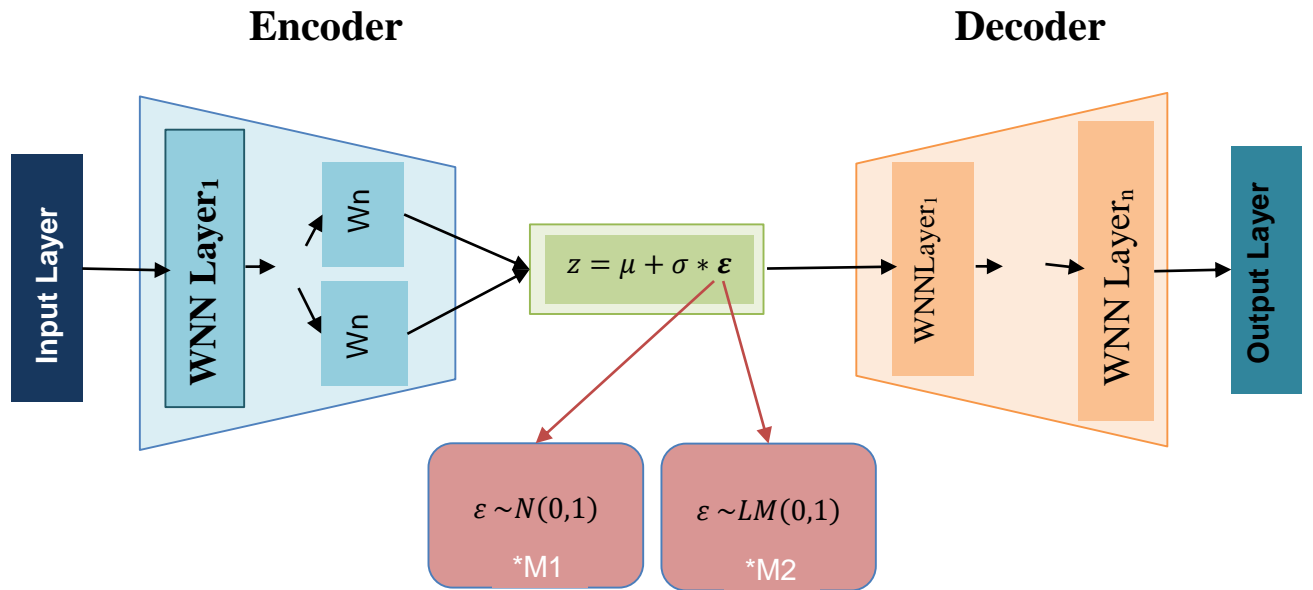 Encoder
Decoder
Input Layer
WNN Layer₁
Wn
Wn
z = μ + σ * ε
WNNLayer₁
WNN Layerₙ
Output Layer
ε ~N(0,1)
*M1
ε ~LM(0,1)
*M2